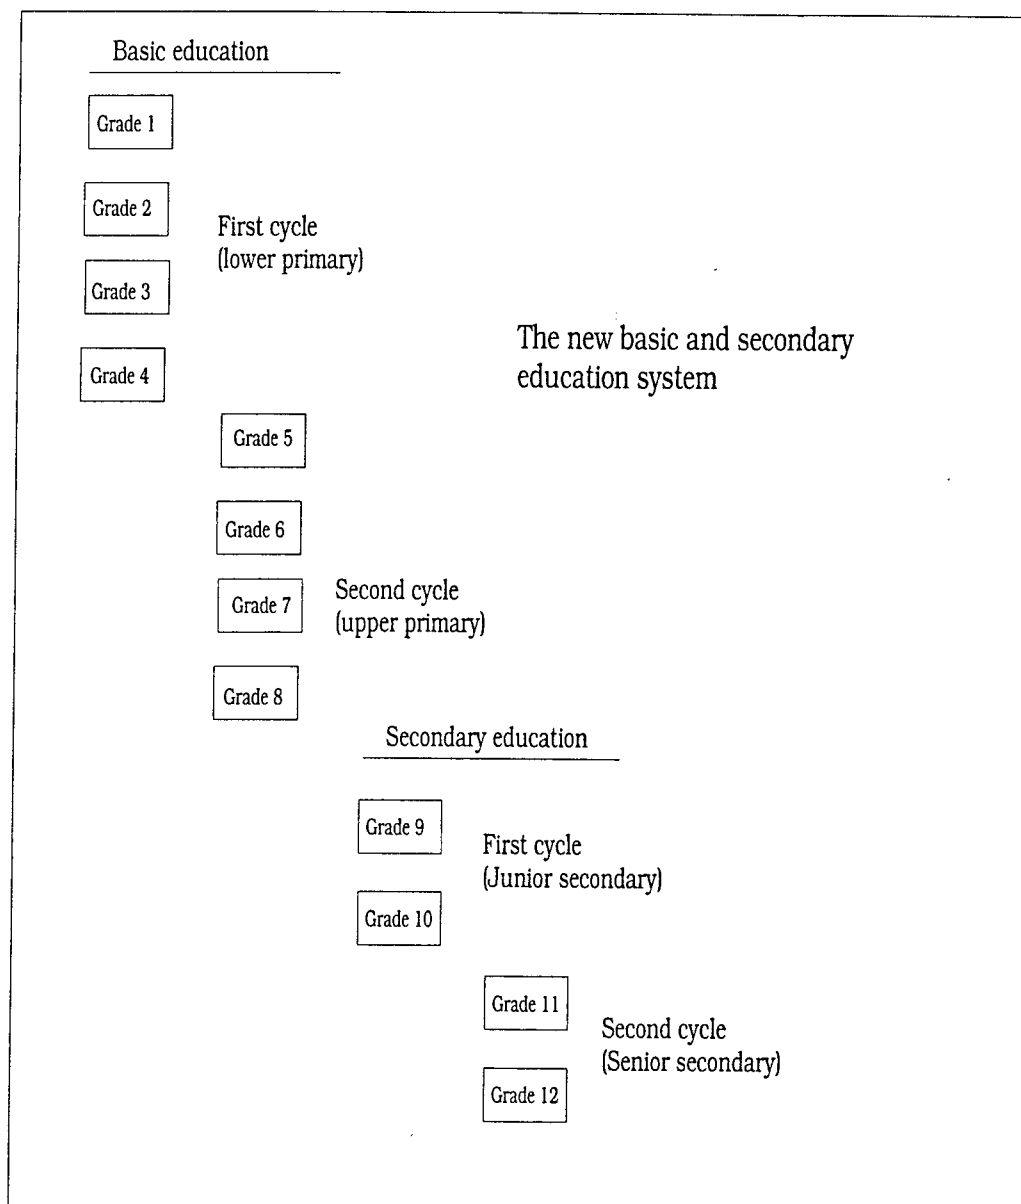 Basic education
Grade 1
Grade 2
First cycle
(lower primary)
Grade 3
The new basic and secondary
education system
Grade 4
Grade 5
Grade 6
Second cycle
(upper primary)
Grade 7
Grade 8
Secondary education
Grade 9
First cycle
(Junior secondary)
Grade 10
Grade 11
Second cycle
(Senior secondary)
Grade 12